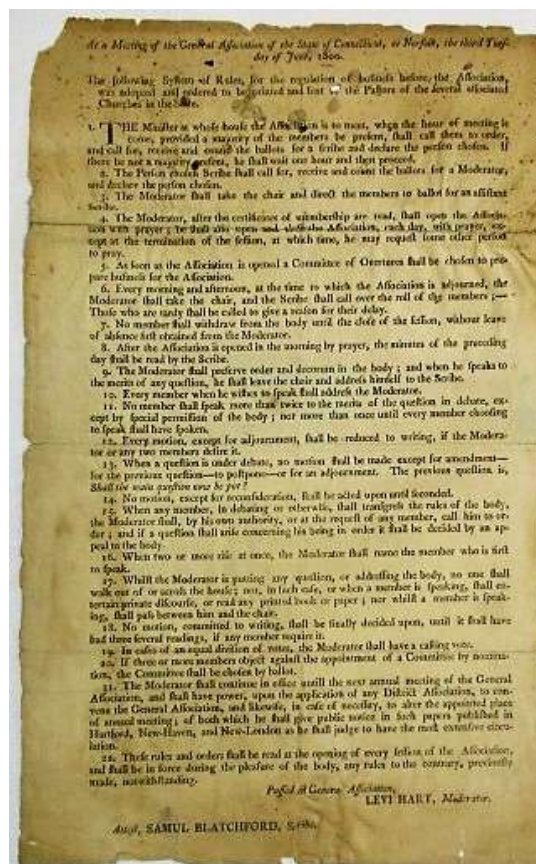 At a Meeting of the General Association of the State of Connecticut, at Norfolk, the third Tues-
day of June, 1800.
The following System of Rules, for the regulation of business before the Association,
was adopted and ordered to be printed and sent to the Pastors of the several associated
Churches in the State.
1. THE Minister at whose house the Association is to meet, when the hour of meeting is
come, provided a majority of the members be present, shall call them to order,
and call for, receive and count the ballots for a scribe and declare the person chosen. If
there be not a majority present, he shall wait one hour and then proceed.
2. The Person chosen Scribe shall call for, receive and count the ballots for a Moderator,
and declare the person chosen.
3. The Moderator shall take the chair and direct the members to ballot for an assistant
Scribe.
4. The Moderator, after the certificates of membership are read, shall open the Associa-
tion with prayer; he shall also open and close the Association, each day, with prayer, ex-
cept at the termination of the session, at which time, he may request some other person
to pray.
5. As soon as the Association is opened a Committee of Overtures shall be chosen to pre-
pare business for the Association.
6. Every morning and afternoon, at the time to which the Association is adjourned, the
Moderator shall take the chair, and the Scribe shall call over the roll of the members;—
Those who are tardy shall be called to give a reason for their delay.
7. No member shall withdraw from the body until the close of the session, without leave
of absence first obtained from the Moderator.
8. After the Association is opened in the morning by prayer, the minutes of the preceding
day shall be read by the Scribe.
9. The Moderator shall preserve order and decorum in the body; and when he speaks to
the merits of any question, he shall leave the chair and address himself to the Scribe.
10. Every member when he wishes to speak shall address the Moderator.
11. No member shall speak more than twice to the merits of the question in debate, ex-
cept by special permission of the body; nor more than once until every member choosing
to speak shall have spoken.
12. Every motion, except for adjournment, shall be reduced to writing, if the Modera-
tor or any two members desire it.
13. When a question is under debate, no motion shall be made except for amendment—
for the previous question—to postpone—or for an adjournment. The previous question is,
Shall the main question now be put?
14. No motion, except for reconsideration, shall be acted upon until seconded.
15. When any member, in debating or otherwise, shall transgress the rules of the body,
the Moderator shall, by his own authority, or at the request of any member, call him to or-
der; and if a question shall arise concerning his being in order it shall be decided by an ap-
peal to the body.
16. When two or more rise at once, the Moderator shall name the member who is first
to speak.
17. Whilst the Moderator is putting any question, or addressing the body, no one shall
walk out of or across the house; nor, in such case, or when a member is speaking, shall en-
tertain private discourse, or read any printed book or paper; nor whilst a member is speak-
ing, shall pass between him and the chair.
18. No motion, committed to writing, shall be finally decided upon, until it shall have
had three several readings, if any member require it.
19. In cases of an equal division of votes, the Moderator shall have a casting vote.
20. If three or more members object against the appointment of a Committee by nomina-
tion, the Committee shall be chosen by ballot.
21. The Moderator shall continue in office until the next annual meeting of the General
Association, and shall have power, upon the application of any District Association, to con-
vene the General Association, and likewise, in case of necessity, to alter the appointed place
of annual meeting; of both which he shall give public notice in such papers published in
Hartford, New-Haven, and New-London as he shall judge to have the most extensive circu-
lation.
22. These rules and orders shall be read at the opening of every session of the Association,
and shall be in force during the pleasure of the body, any rules to the contrary, previously
made, notwithstanding.
Passed in General Association,
LEVI HART, Moderator.
Attest, SAMUL BLATCHFORD, Scribe.